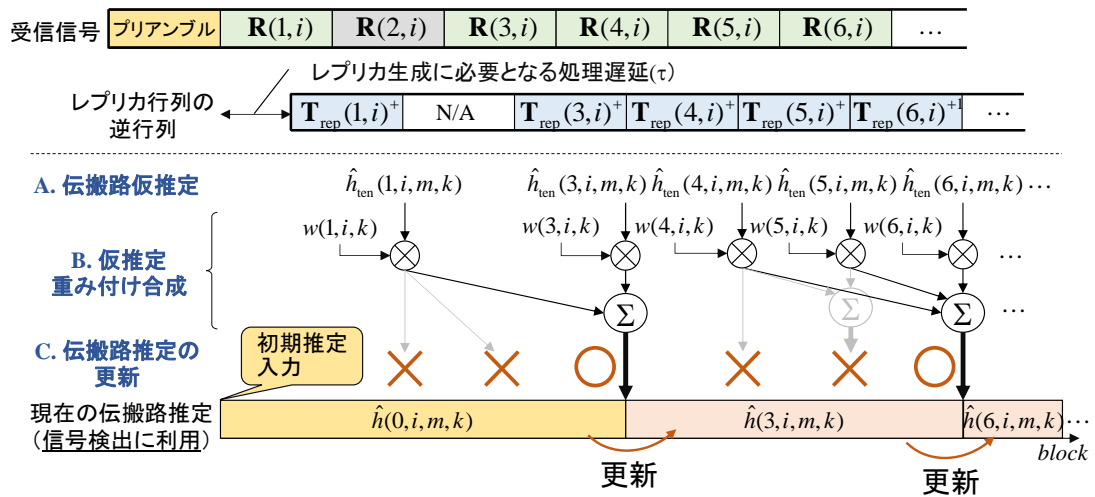 受信信号 プリアンブル R(1,i) R(2,i) R(3,i) R(4,i) R(5,i) R(6,i) …
レプリカ生成に必要となる処理遅延(τ)
レプリカ行列の
逆行列
T_rep(1,i)^+ N/A T_rep(3,i)^+ T_rep(4,i)^+ T_rep(5,i)^+ T_rep(6,i)^{+1} …
A. 伝搬路仮推定 ĥ_ten(1,i,m,k) ĥ_ten(3,i,m,k) ĥ_ten(4,i,m,k) ĥ_ten(5,i,m,k) ĥ_ten(6,i,m,k) …
w(1,i,k) w(3,i,k) w(4,i,k) w(5,i,k) w(6,i,k)
B. 仮推定
重み付け合成
…
Σ Σ Σ …
C. 伝搬路推定の
更新
初期推定
入力
現在の伝搬路推定
(信号検出に利用)
ĥ(0,i,m,k) ĥ(3,i,m,k) ĥ(6,i,m,k) …
block
更新 更新